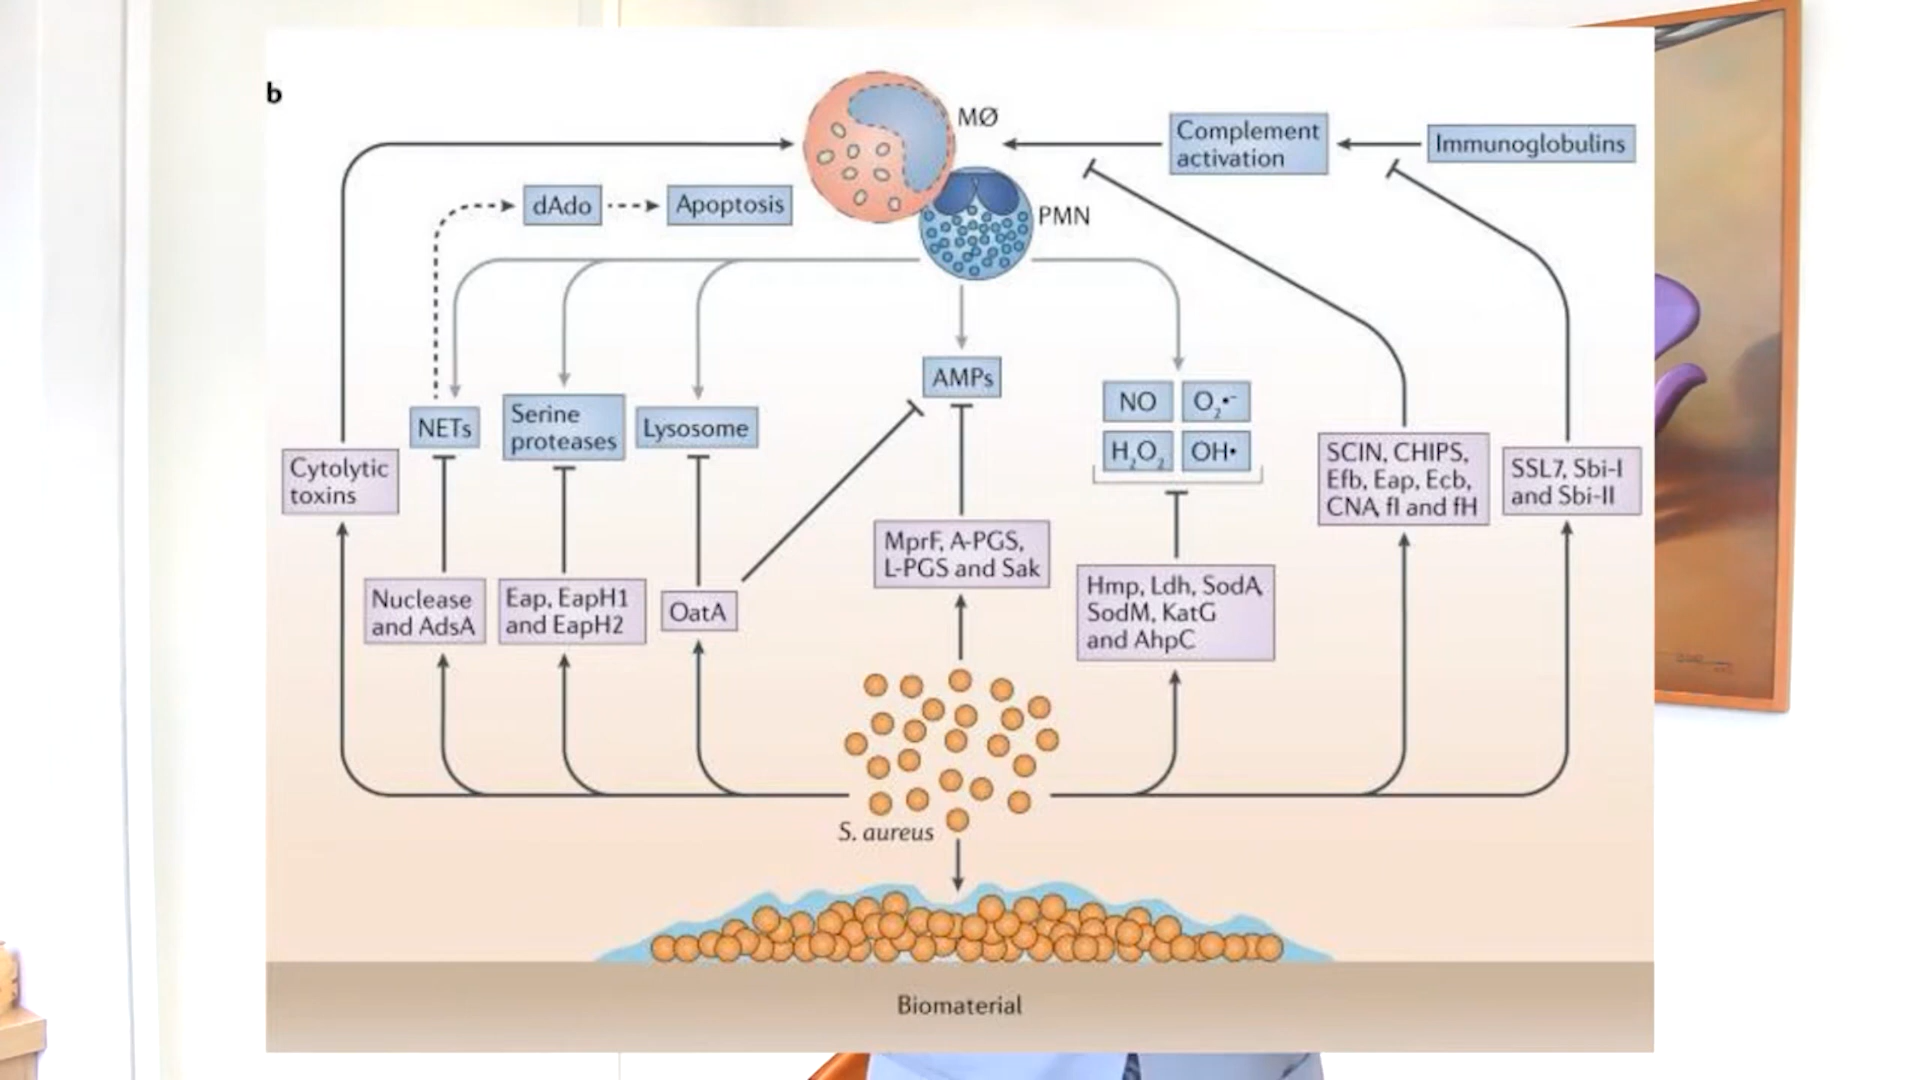 b
MØ
Complement
activation
Immunoglobulins
dAdo
Apoptosis
PMN
AMPs
NETs
Serine
proteases
Lysosome
NO
O₂•⁻
H₂O₂
OH•
Cytolytic
toxins
SCIN, CHIPS,
Efb, Eap, Ecb,
CNA, fI and fH
SSL7, Sbi-I
and Sbi-II
MprF, A-PGS,
L-PGS and Sak
Nuclease
and AdsA
Eap, EapH1
and EapH2
OatA
Hmp, Ldh, SodA,
SodM, KatG
and AhpC
S. aureus
Biomaterial